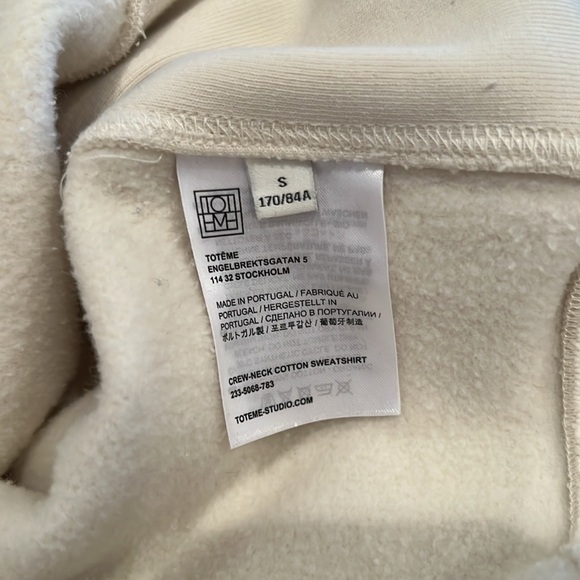 S
170/84A
TOT
EME
TOTÊME
ENGELBREKTSGATAN 5
114 32 STOCKHOLM
MADE IN PORTUGAL / FABRIQUÉ AU
PORTUGAL / HERGESTELLT IN
PORTUGAL / СДЕЛАНО В ПОРТУГАЛИИ /
ポルトガル製 / 포르투갈산 / 葡萄牙制造
CREW-NECK COTTON SWEATSHIRT
233-5068-783
TOTEME-STUDIO.COM